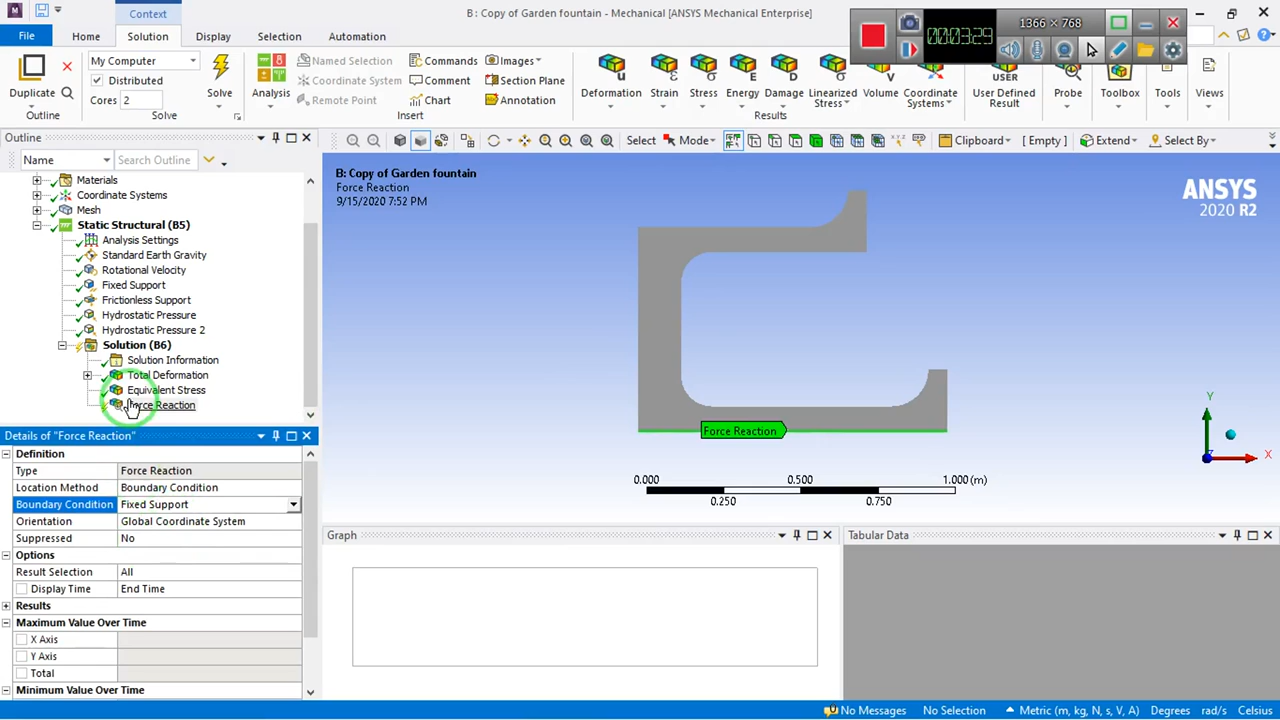 Context
B : Copy of Garden fountain - Mechanical [ANSYS Mechanical Enterprise]
1366 × 768
00:03:29
File
Home
Solution
Display
Selection
Automation
My Computer
Distributed
Cores 2
Duplicate
Outline
Solve
Solve
Analysis
Named Selection
Coordinate System
Remote Point
Commands
Comment
Chart
Images
Section Plane
Annotation
Insert
Deformation
Strain
Stress
Energy
Damage
Linearized Stress
Volume
Coordinate Systems
Results
User Defined Result
Probe
Toolbox
Tools
Views
Outline
Name
Search Outline
Select
Mode
Clipboard
[ Empty ]
Extend
Select By
Materials
Coordinate Systems
Mesh
Static Structural (B5)
Analysis Settings
Standard Earth Gravity
Rotational Velocity
Fixed Support
Frictionless Support
Hydrostatic Pressure
Hydrostatic Pressure 2
Solution (B6)
Solution Information
Total Deformation
Equivalent Stress
Force Reaction
B: Copy of Garden fountain
Force Reaction
9/15/2020 7:52 PM
ANSYS
2020 R2
Force Reaction
0.000
0.500
1.000 (m)
0.250
0.750
Y
X
Details of "Force Reaction"
Definition
Type Force Reaction
Location Method Boundary Condition
Boundary Condition Fixed Support
Orientation Global Coordinate System
Suppressed No
Options
Result Selection All
Display Time End Time
Results
Maximum Value Over Time
X Axis
Y Axis
Total
Minimum Value Over Time
Graph
Tabular Data
No Messages
No Selection
Metric (m, kg, N, s, V, A)
Degrees
rad/s
Celsius